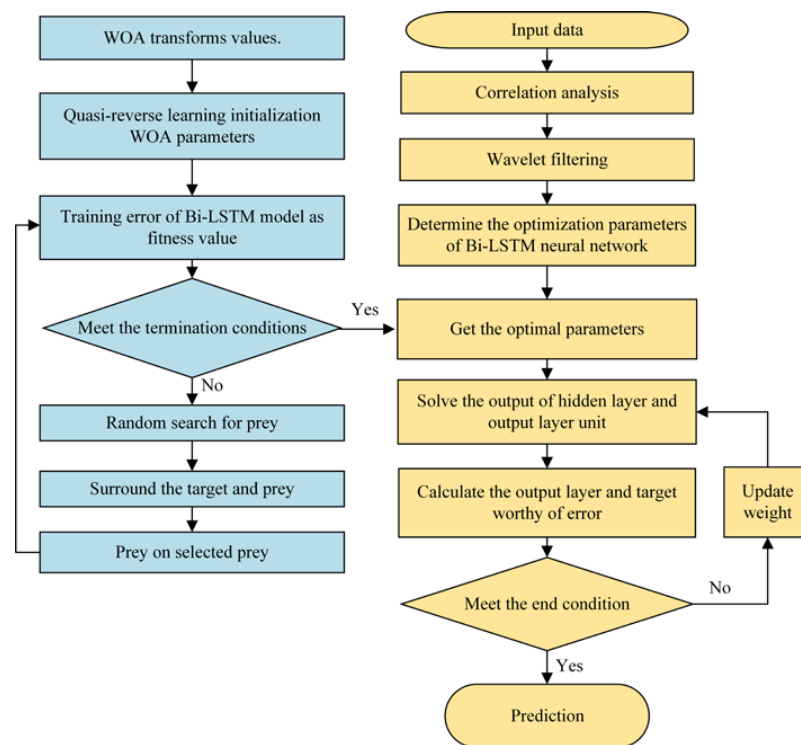 WOA transforms values.
Quasi-reverse learning initialization
WOA parameters
Training error of Bi-LSTM model as
fitness value
Meet the termination conditions
Yes
No
Random search for prey
Surround the target and prey
Prey on selected prey
Input data
Correlation analysis
Wavelet filtering
Determine the optimization parameters
of Bi-LSTM neural network
Get the optimal parameters
Solve the output of hidden layer and
output layer unit
Calculate the output layer and target
worthy of error
Update
weight
Meet the end condition
No
Yes
Prediction